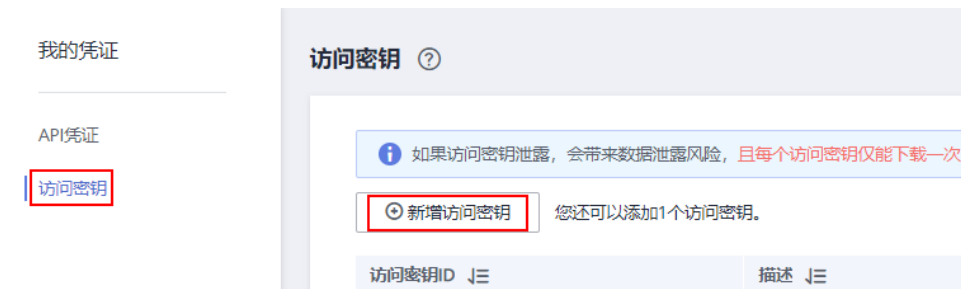 我的凭证
访问密钥
API凭证
如果访问密钥泄露，会带来数据泄露风险，且每个访问密钥仅能下载一次
访问密钥
新增访问密钥 您还可以添加1个访问密钥。
访问密钥ID 描述